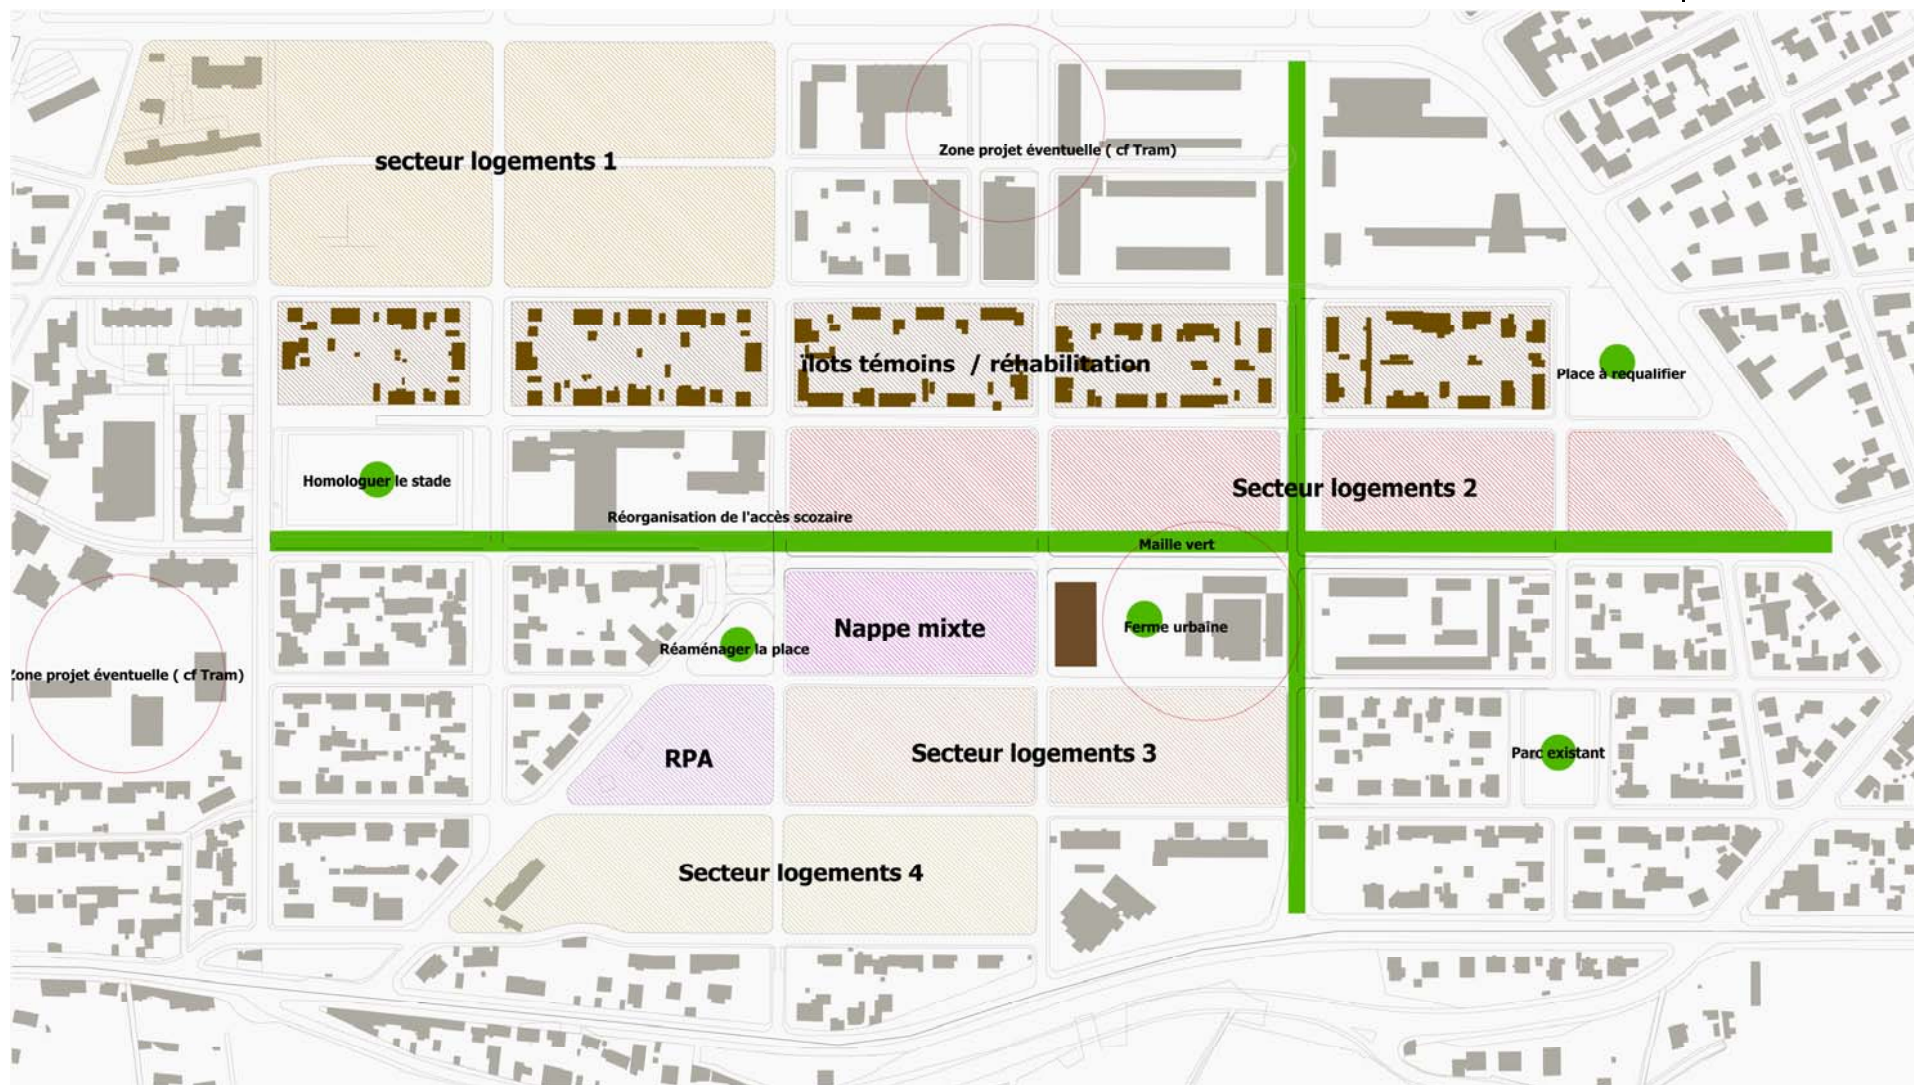 Zone projet éventuelle ( cf Tram)
secteur logements 1
ïlots témoins / réhabilitation
Place à requalifier
Homologuer le stade
Secteur logements 2
Réorganisation de l'accès scozaire
Maille vert
Nappe mixte
Ferme urbaine
Réaménager la place
Zone projet éventuelle ( cf Tram)
RPA
Secteur logements 3
Parc existant
Secteur logements 4